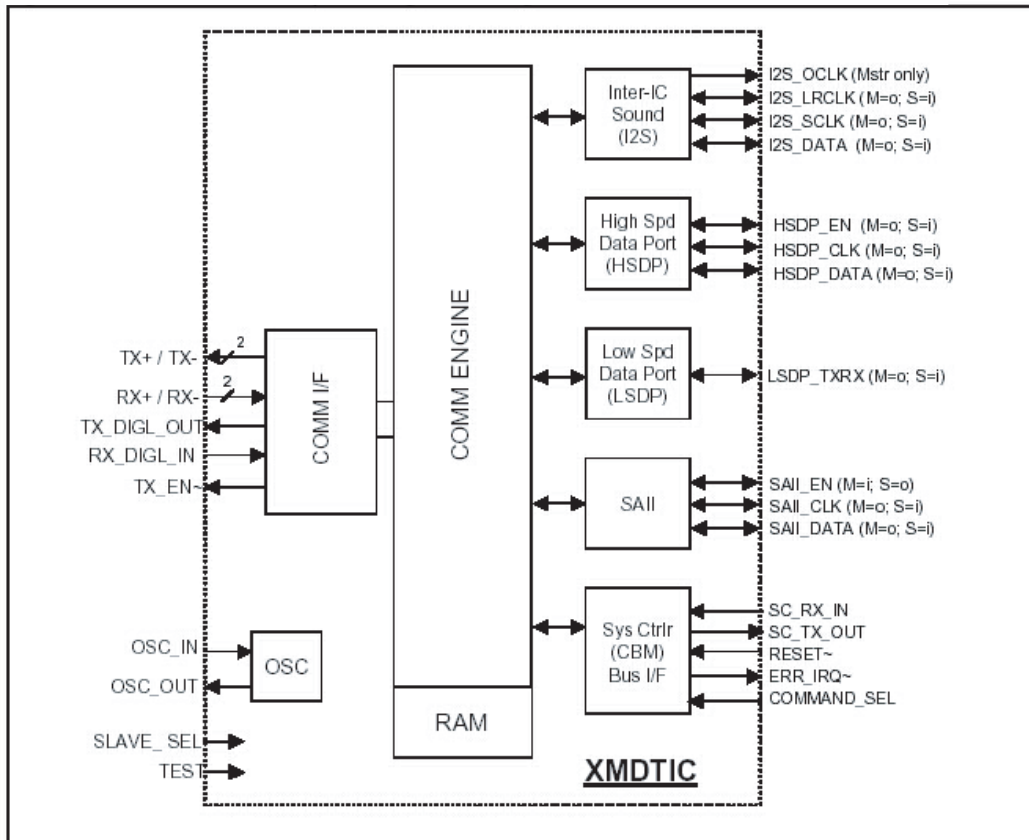 TX+ / TX-
2
RX+ / RX-
2
TX_DIGL_OUT
RX_DIGL_IN
TX_EN~
OSC_IN
OSC_OUT
SLAVE_ SEL
TEST
COMM I/F
OSC
COMM ENGINE
RAM
Inter-IC
Sound
(I2S)
I2S_OCLK (Mstr only)
I2S_LRCLK (M=o; S=i)
I2S_SCLK (M=o; S=i)
I2S_DATA (M=o; S=i)
High Spd
Data Port
(HSDP)
HSDP_EN (M=o; S=i)
HSDP_CLK (M=o; S=i)
HSDP_DATA (M=o; S=i)
Low Spd
Data Port
(LSDP)
LSDP_TXRX (M=o; S=i)
SAII
SAII_EN (M=i; S=o)
SAII_CLK (M=o; S=i)
SAII_DATA (M=o; S=i)
Sys Ctrlr
(CBM)
Bus I/F
SC_RX_IN
SC_TX_OUT
RESET~
ERR_IRQ~
COMMAND_SEL
XMDTIC